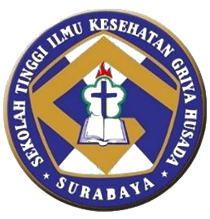 SEKOLAH TINGGI ILMU KESEHATAN GRIYA HUSADA
SURABAYA